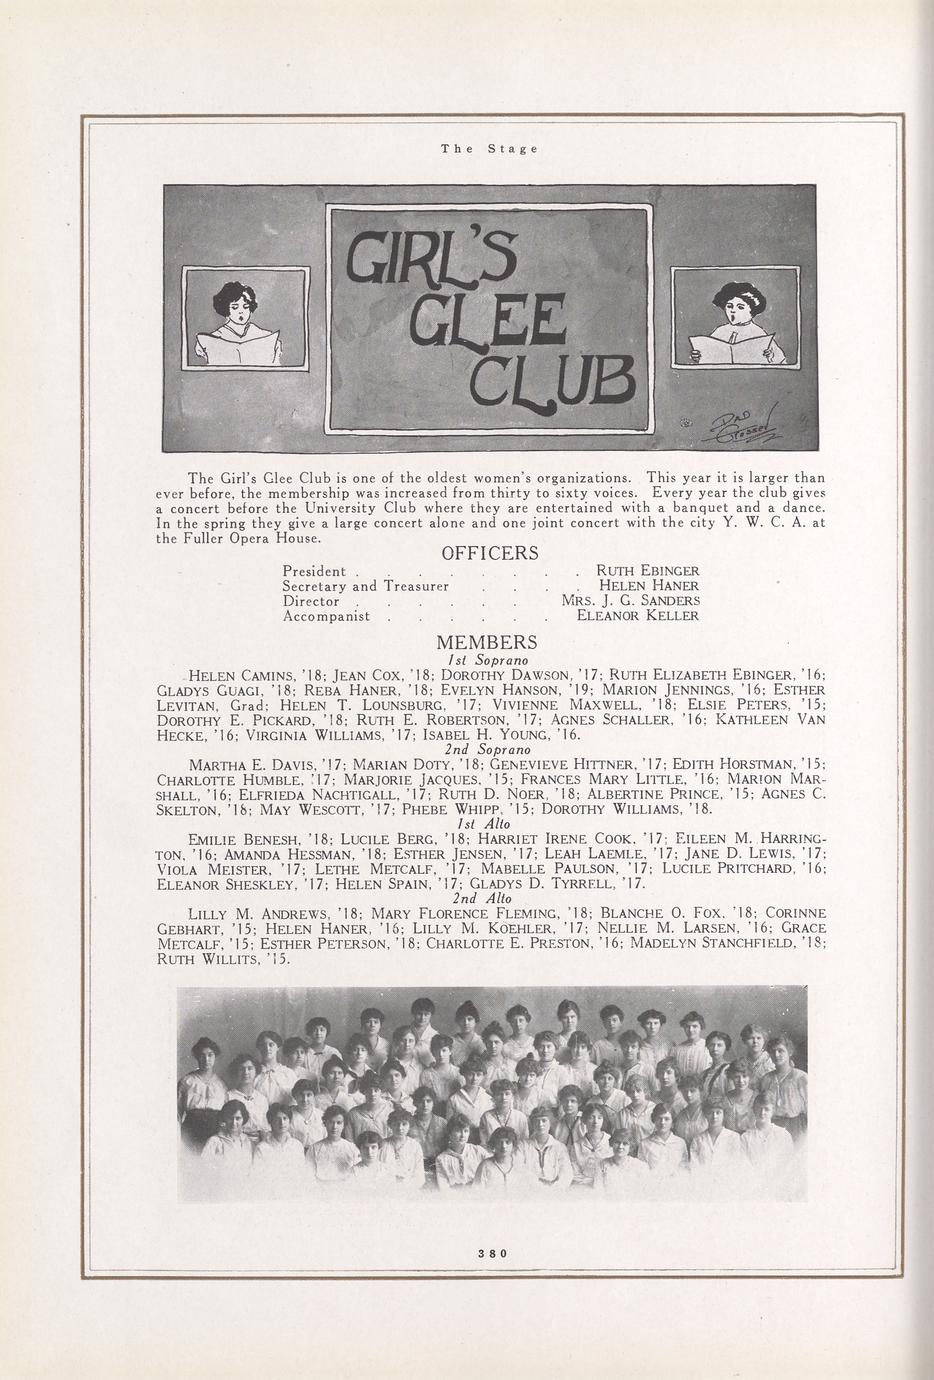 The Stage
GIRL'S
GLEE
CLUB
The Girl's Glee Club is one of the oldest women's organizations. This year it is larger than
ever before, the membership was increased from thirty to sixty voices. Every year the club gives
a concert before the University Club where they are entertained with a banquet and a dance.
In the spring they give a large concert alone and one joint concert with the city Y. W. C. A. at
the Fuller Opera House.
OFFICERS
President . . . . . . . . RUTH EBINGER
Secretary and Treasurer . . . . HELEN HANER
Director . . . . . . MRS. J. G. SANDERS
Accompanist . . . . . . ELEANOR KELLER
MEMBERS
1st Soprano
HELEN CAMINS, '18; JEAN COX, '18; DOROTHY DAWSON, '17; RUTH ELIZABETH EBINGER, '16;
GLADYS GUAGI, '18; REBA HANER, '18; EVELYN HANSON, '19; MARION JENNINGS, '16; ESTHER
LEVITAN, Grad; HELEN T. LOUNSBURG, '17; VIVIENNE MAXWELL, '18; ELSIE PETERS, '15;
DOROTHY E. PICKARD, '18; RUTH E. ROBERTSON, '17; AGNES SCHALLER, '16; KATHLEEN VAN
HECKE, '16; VIRGINIA WILLIAMS, '17; ISABEL H. YOUNG, '16.
2nd Soprano
MARTHA E. DAVIS, '17; MARIAN DOTY, '18; GENEVIEVE HITTNER, '17; EDITH HORSTMAN, '15;
CHARLOTTE HUMBLE, '17; MARJORIE JACQUES, '15; FRANCES MARY LITTLE, '16; MARION MAR-
SHALL, '16; ELFRIEDA NACHTIGALL, '17; RUTH D. NOER, '18; ALBERTINE PRINCE, '15; AGNES C.
SKELTON, '18; MAY WESCOTT, '17; PHEBE WHIPP, '15; DOROTHY WILLIAMS, '18.
1st Alto
EMILIE BENESH, '18; LUCILE BERG, '18; HARRIET IRENE COOK, '17; EILEEN M. HARRING-
TON, '16; AMANDA HESSMAN, '18; ESTHER JENSEN, '17; LEAH LAEMLE, '17; JANE D. LEWIS, '17;
VIOLA MEISTER, '17; LETHE METCALF, '17; MABELLE PAULSON, '17; LUCILE PRITCHARD, '16;
ELEANOR SHESKLEY, '17; HELEN SPAIN, '17; GLADYS D. TYRRELL, '17.
2nd Alto
LILLY M. ANDREWS, '18; MARY FLORENCE FLEMING, '18; BLANCHE O. FOX, '18; CORINNE
GEBHART, '15; HELEN HANER, '16; LILLY M. KOEHLER, '17; NELLIE M. LARSEN, '16; GRACE
METCALF, '15; ESTHER PETERSON, '18; CHARLOTTE E. PRESTON, '16; MADELYN STANCHFIELD, '18;
RUTH WILLITS, '15.
380